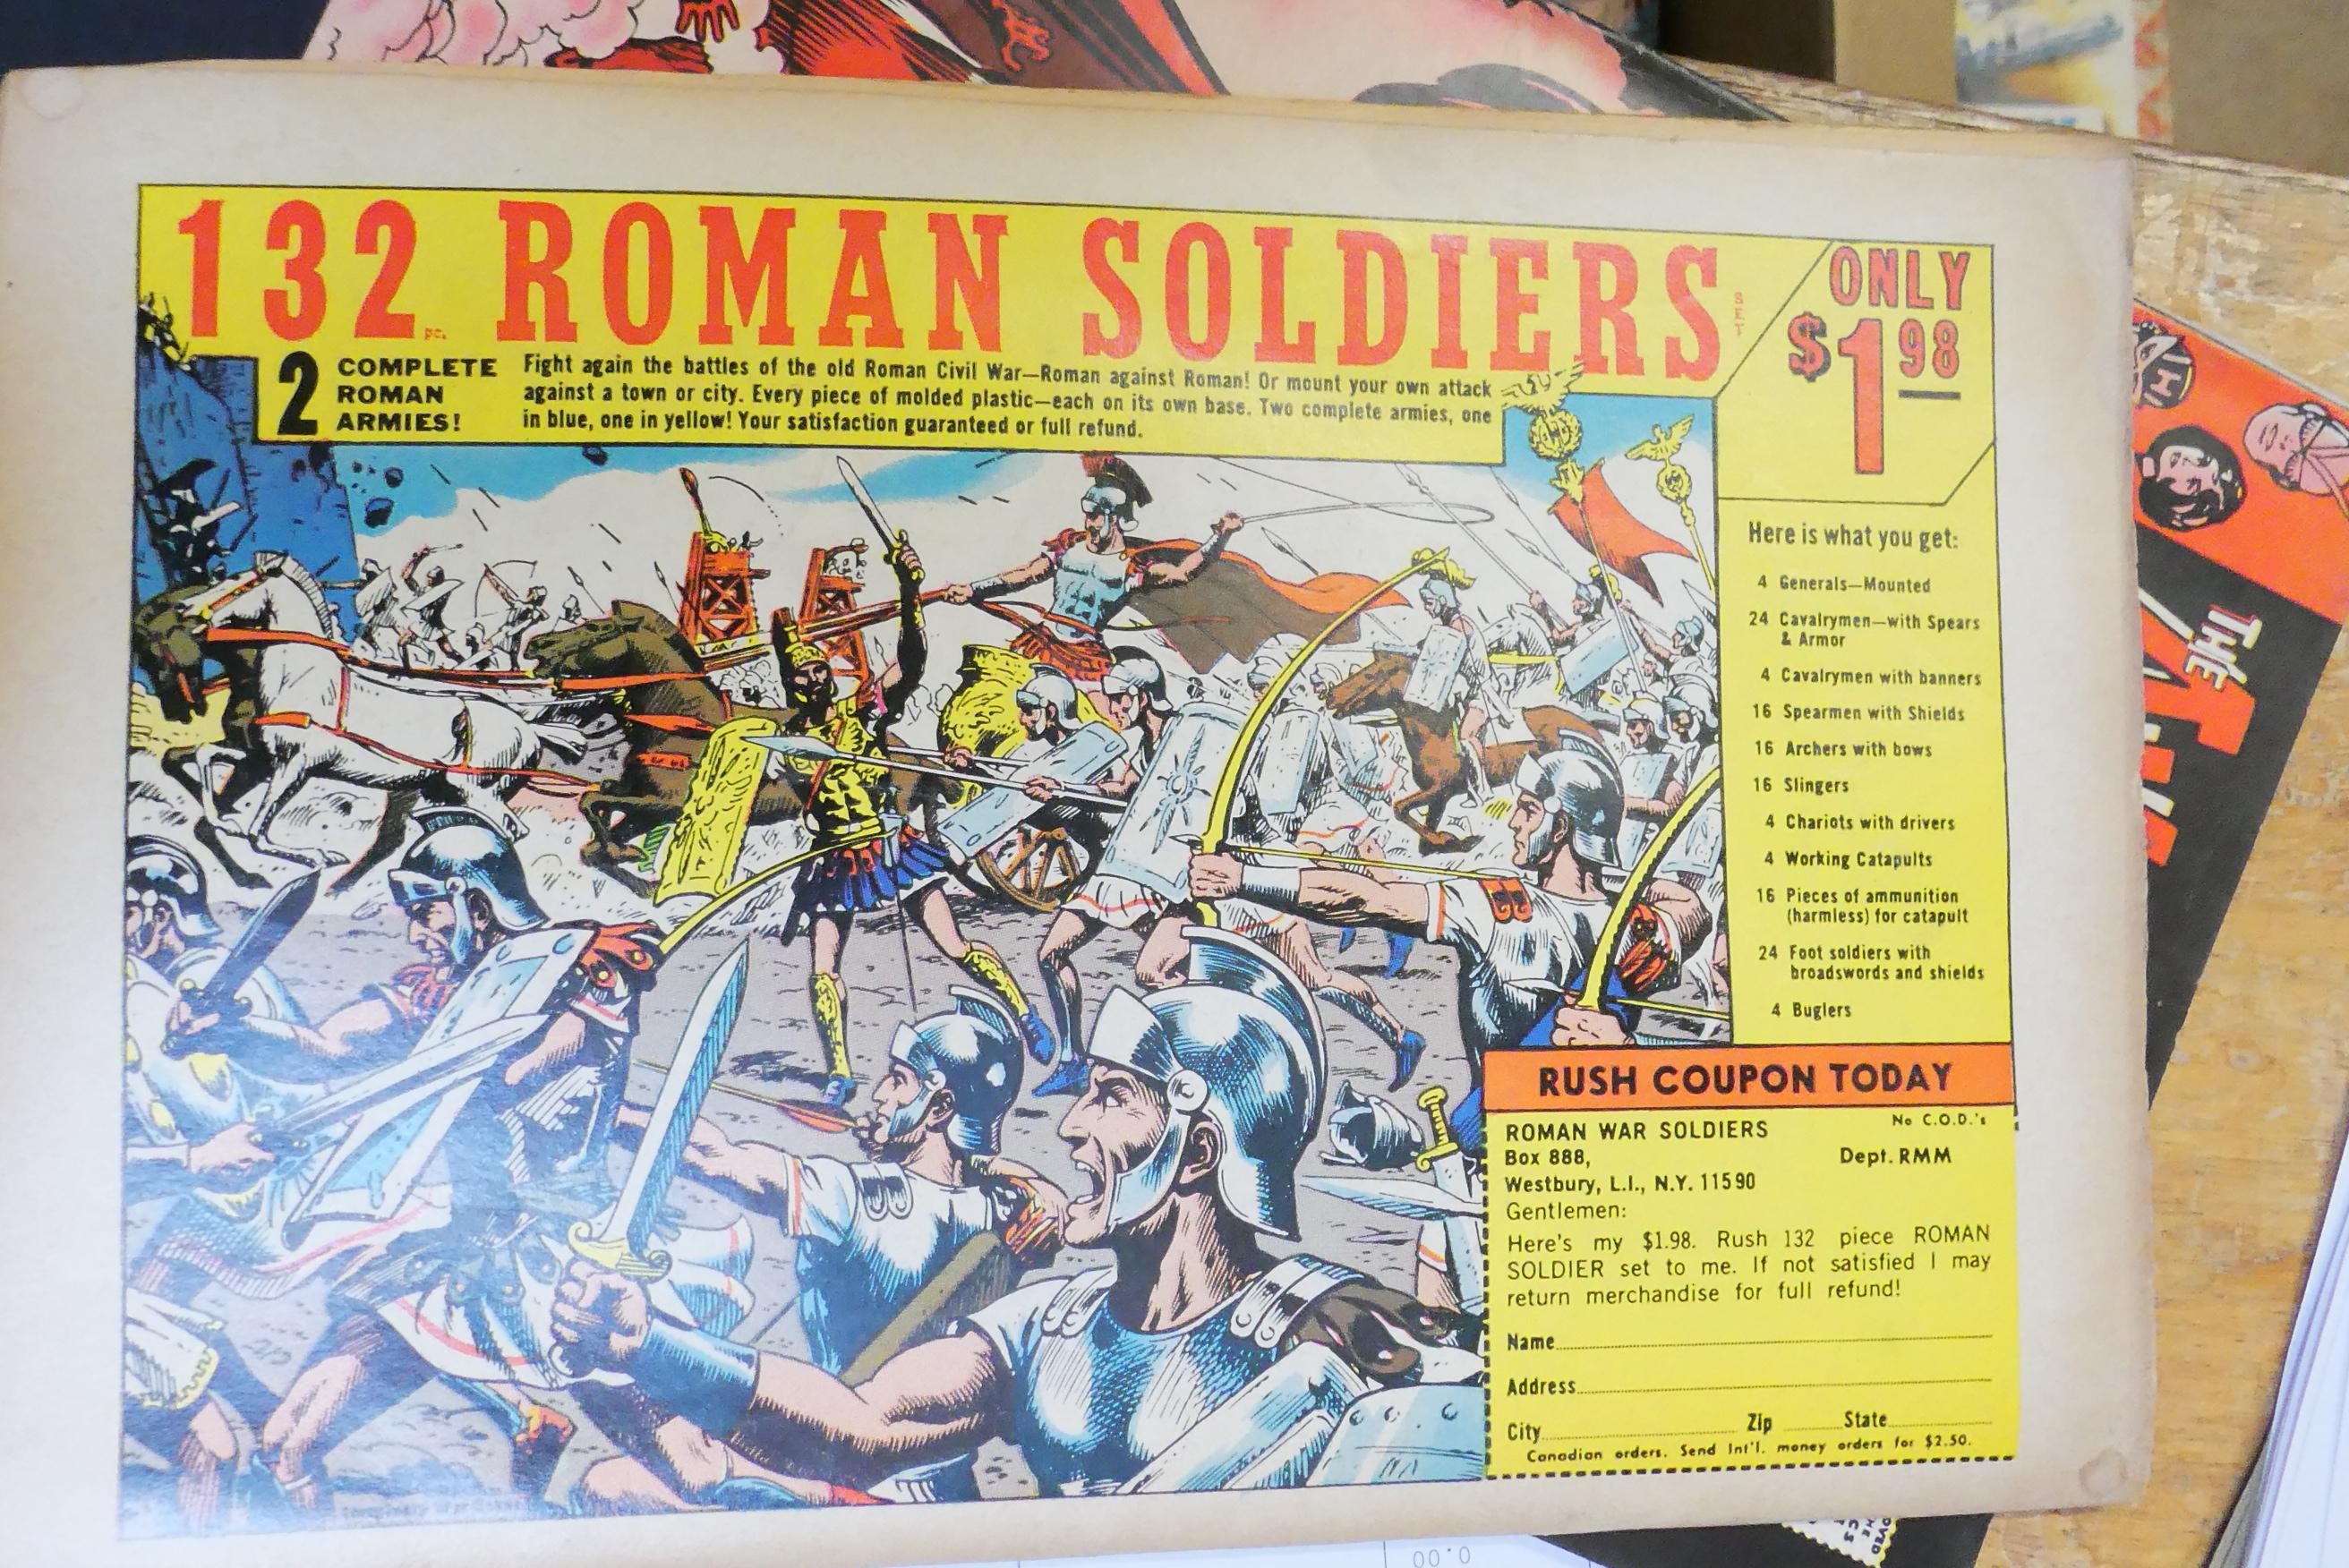 132 pc. ROMAN SOLDIERS SET
ONLY
$1 98
2 COMPLETE
ROMAN
ARMIES!
Fight again the battles of the old Roman Civil War—Roman against Roman! Or mount your own attack
against a town or city. Every piece of molded plastic—each on its own base. Two complete armies, one
in blue, one in yellow! Your satisfaction guaranteed or full refund.
Here is what you get:
4 Generals—Mounted
24 Cavalrymen—with Spears
& Armor
4 Cavalrymen with banners
16 Spearmen with Shields
16 Archers with bows
16 Slingers
4 Chariots with drivers
4 Working Catapults
16 Pieces of ammunition
(harmless) for catapult
24 Foot soldiers with
broadswords and shields
4 Buglers
RUSH COUPON TODAY
No C.O.D.'s
ROMAN WAR SOLDIERS
Box 888, Dept. RMM
Westbury, L.I., N.Y. 11590
Gentlemen:
Here's my $1.98. Rush 132 piece ROMAN
SOLDIER set to me. If not satisfied I may
return merchandise for full refund!
Name
Address
City Zip State
Canadian orders. Send Int'l. money orders for $2.50.
THE
H
0.00